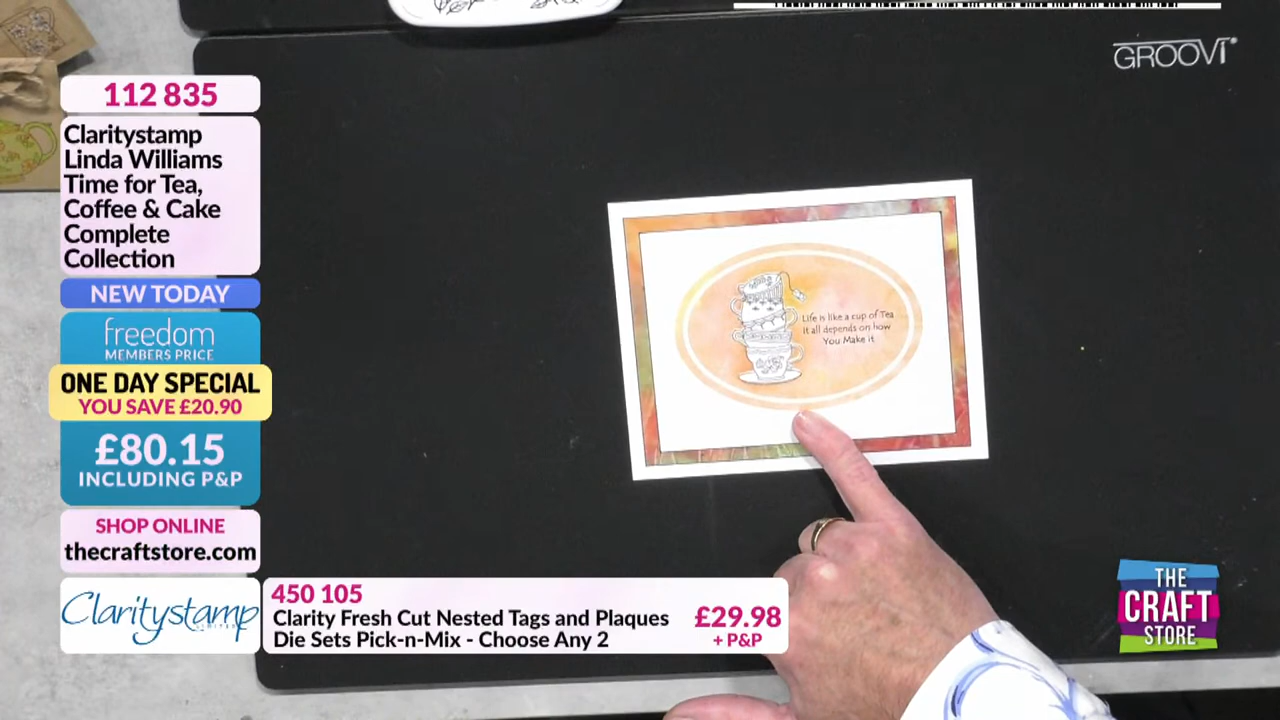 GROOVI
112 835
Claritystamp
Linda Williams
Time for Tea,
Coffee & Cake
Complete
Collection
NEW TODAY
freedom
MEMBERS PRICE
ONE DAY SPECIAL
YOU SAVE £20.90
£80.15
INCLUDING P&P
SHOP ONLINE
thecraftstore.com
Claritystamp
LIMITED
450 105
Clarity Fresh Cut Nested Tags and Plaques
Die Sets Pick-n-Mix - Choose Any 2
£29.98
+ P&P
Life is like a cup of Tea
it all depends on how
You Make it
THE
CRAFT
STORE